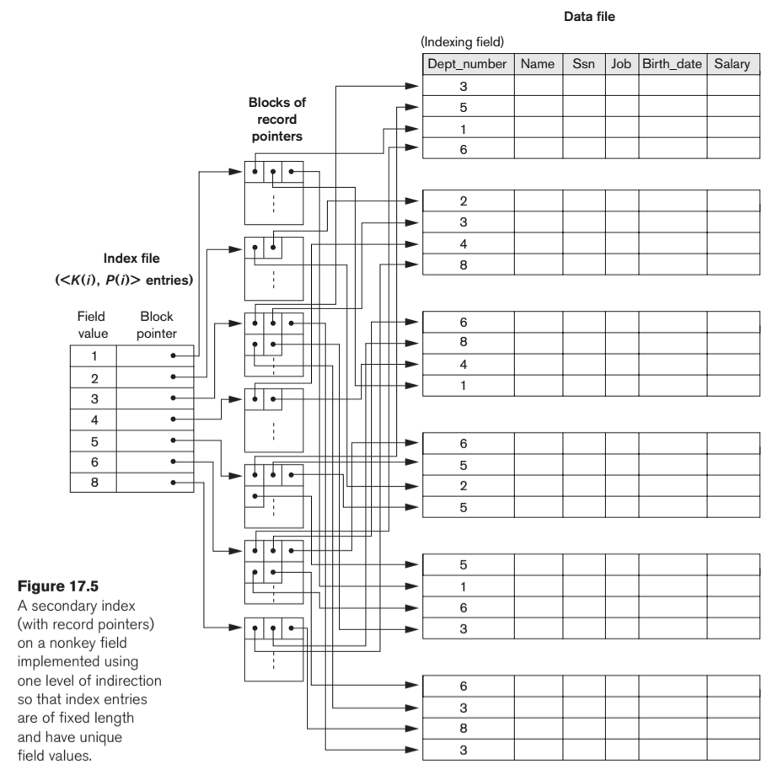 Data file
(Indexing field)
Dept_number Name Ssn Job Birth_date Salary
3
5
1
6
2
3
4
8
6
8
4
1
6
5
2
5
5
1
6
3
6
3
8
3
Blocks of
record
pointers
Index file
(<K(i), P(i)> entries)
Field Block
value pointer
1
2
3
4
5
6
8
Figure 17.5
A secondary index
(with record pointers)
on a nonkey field
implemented using
one level of indirection
so that index entries
are of fixed length
and have unique
field values.